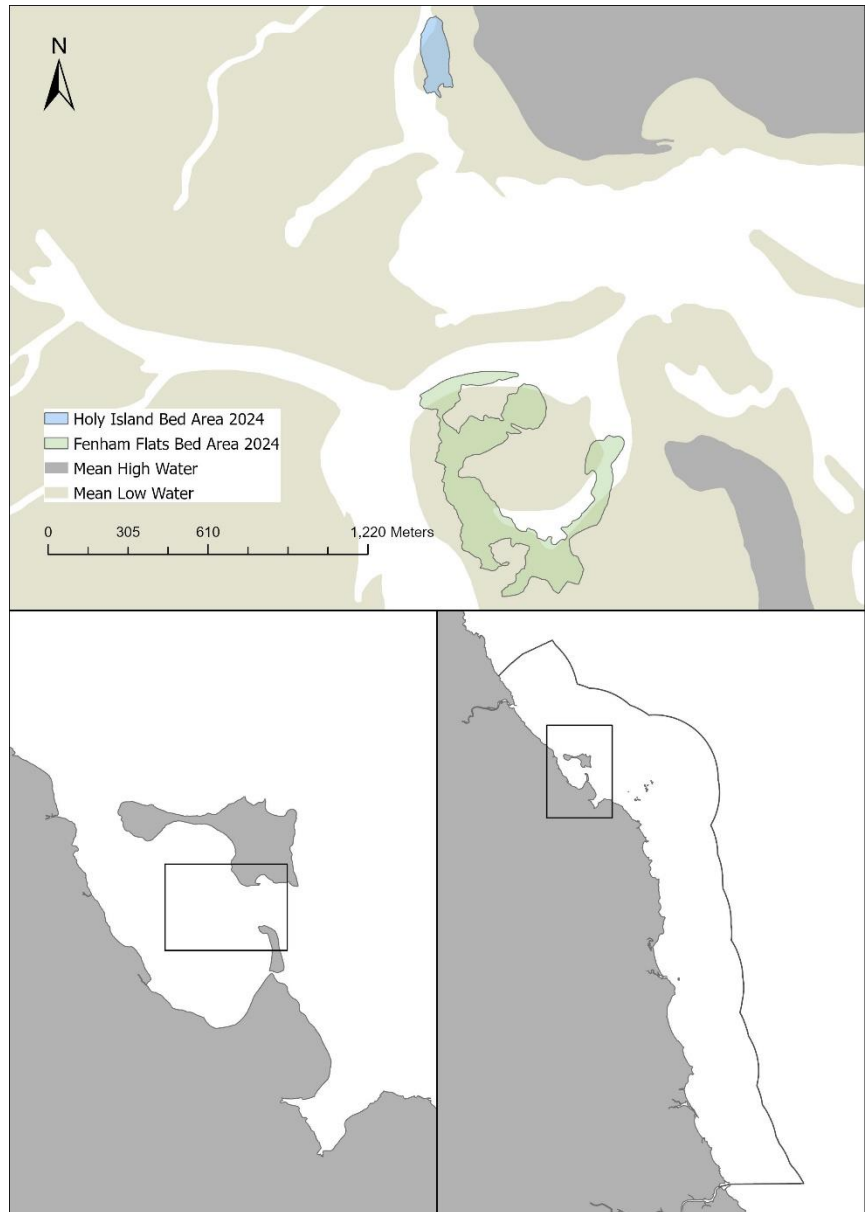 N
Holy Island Bed Area 2024
Fenham Flats Bed Area 2024
Mean High Water
Mean Low Water
0 305 610 1,220 Meters